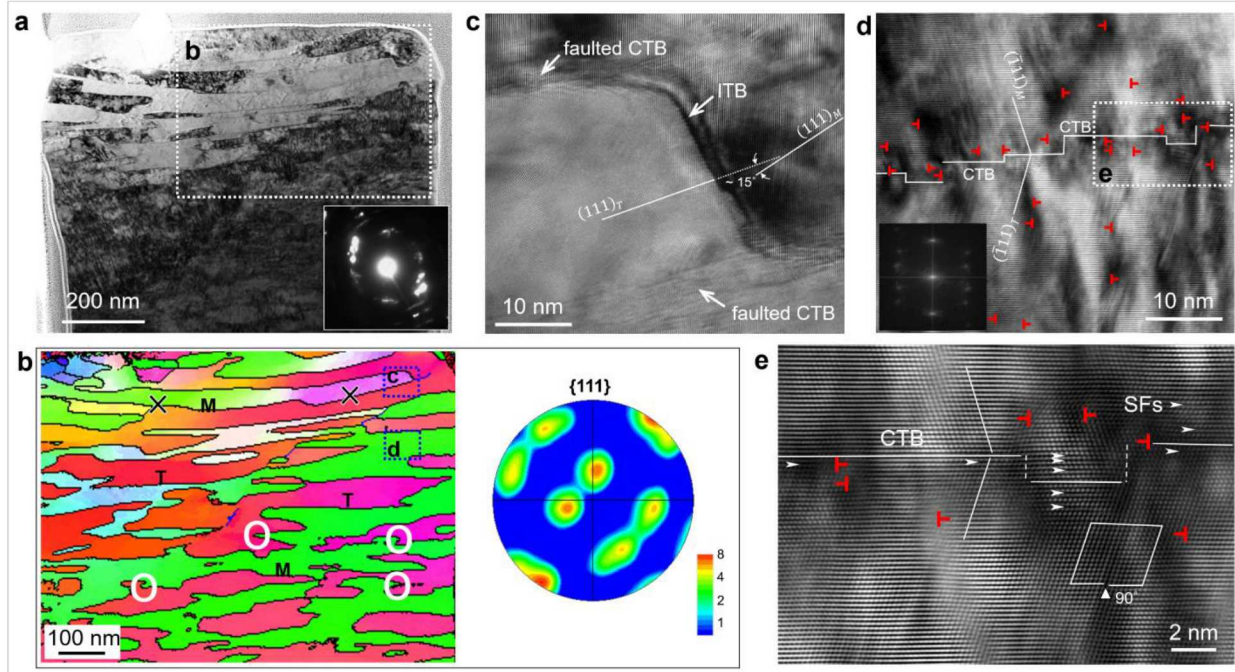 a
b
200 nm
c
faulted CTB
ITB
(111)M
~ 15°
(111)T
10 nm
faulted CTB
d
(1̄11)M
CTB
CTB
e
(1̄11)T
10 nm
b
c
M
d
T
T
M
100 nm
{111}
8
4
2
1
e
CTB
SFs
90°
2 nm